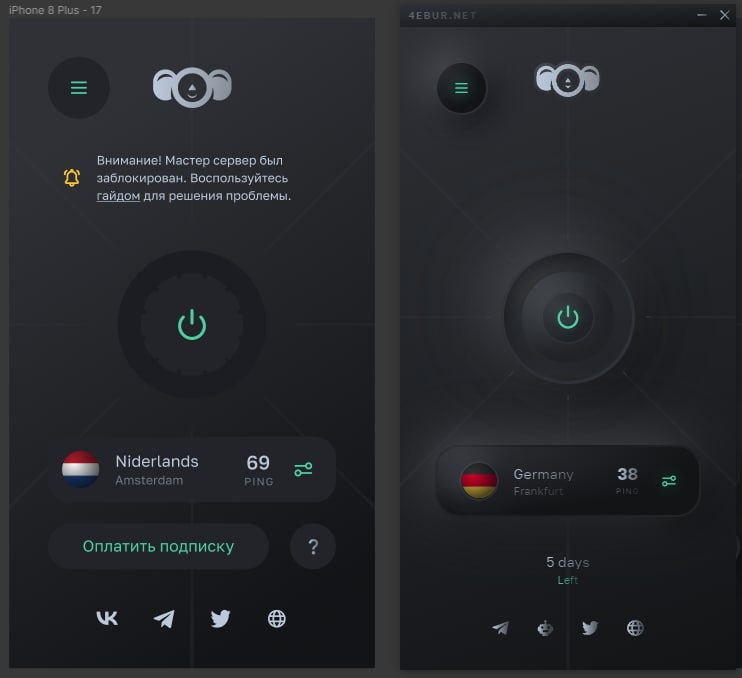 iPhone 8 Plus - 17
Внимание! Мастер сервер был
заблокирован. Воспользуйтесь
гайдом для решения проблемы.
Niderlands
69
Amsterdam
PING
Оплатить подписку
?
4EBUR.NET
Germany
38
Frankfurt
PING
5 days
Left